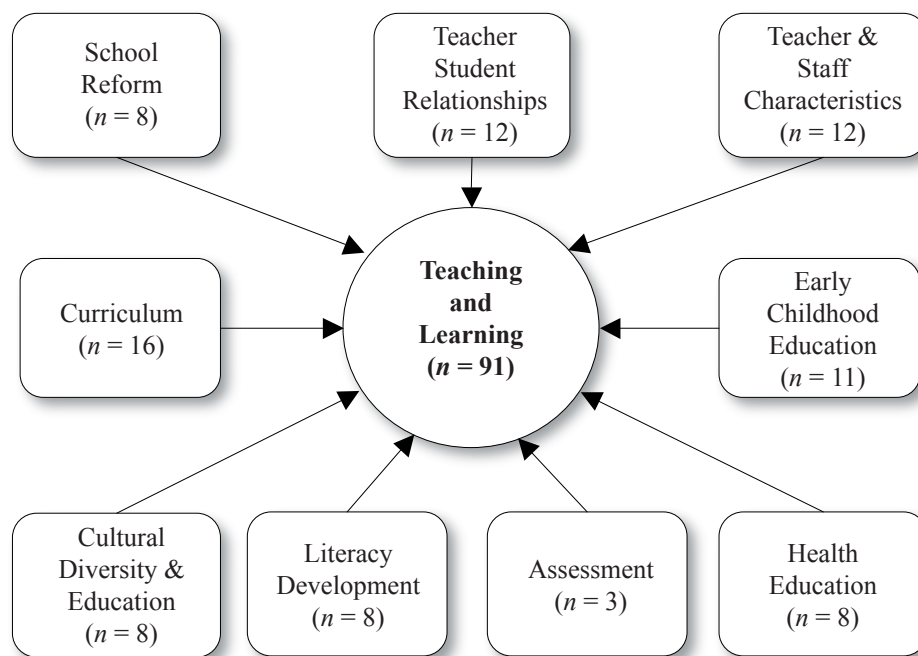 School
Reform
(n = 8)
Teacher
Student
Relationships
(n = 12)
Teacher &
Staff
Characteristics
(n = 12)
Curriculum
(n = 16)
Teaching
and
Learning
(n = 91)
Early
Childhood
Education
(n = 11)
Cultural
Diversity &
Education
(n = 8)
Literacy
Development
(n = 8)
Assessment
(n = 3)
Health
Education
(n = 8)